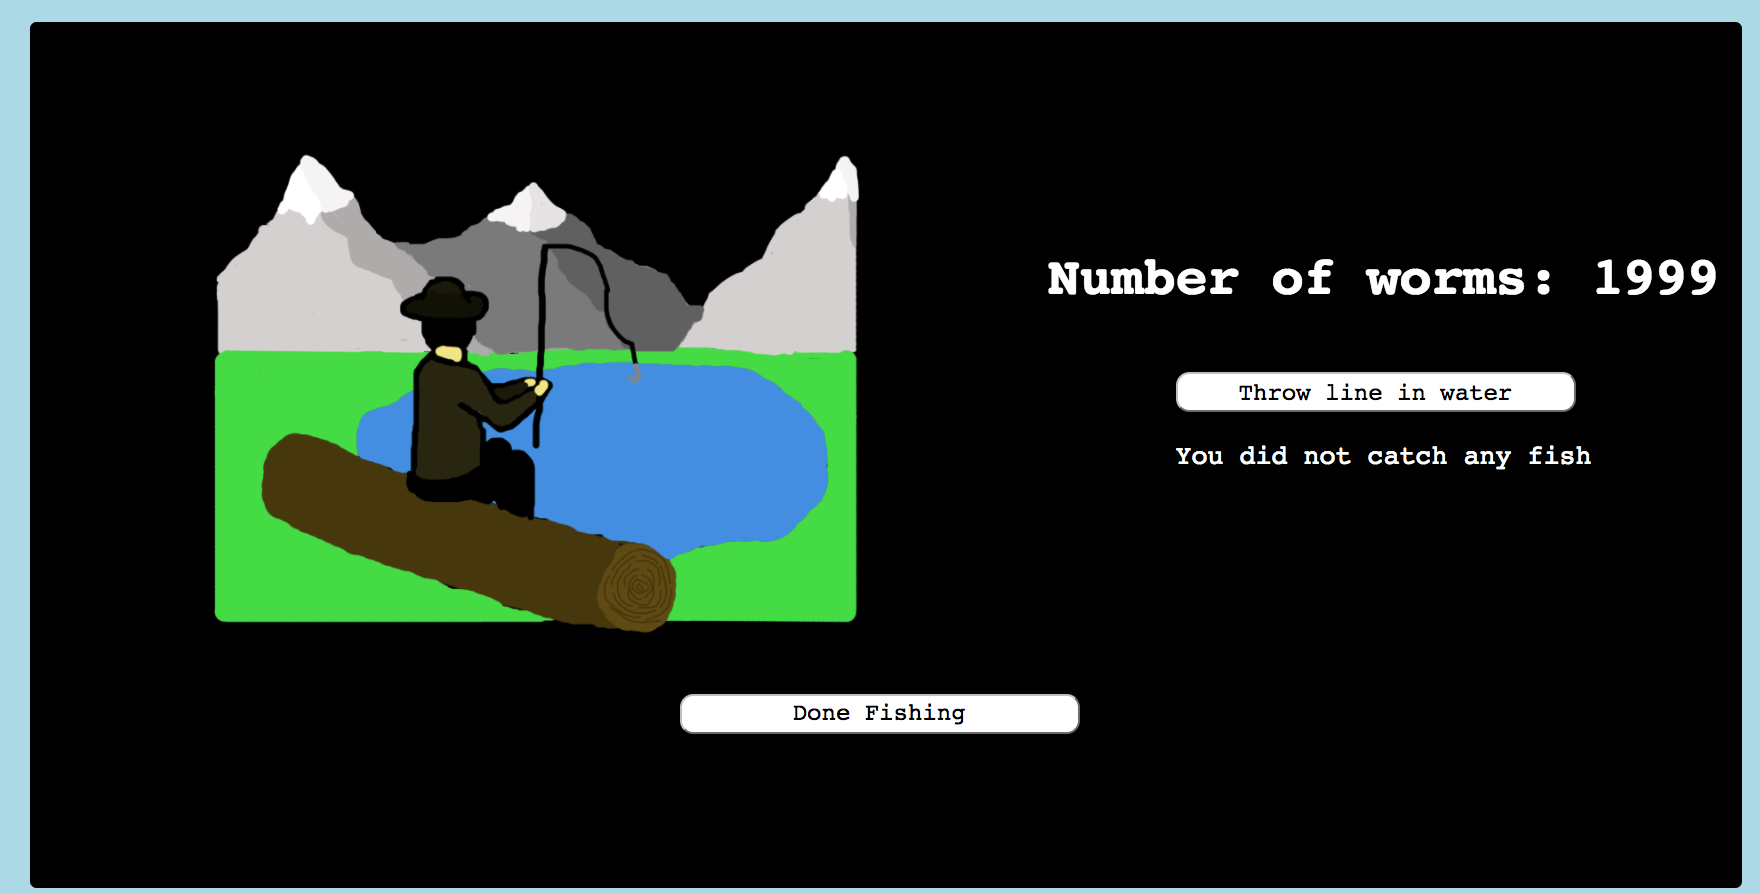 Number of worms: 1999
Throw line in water
You did not catch any fish
Done Fishing